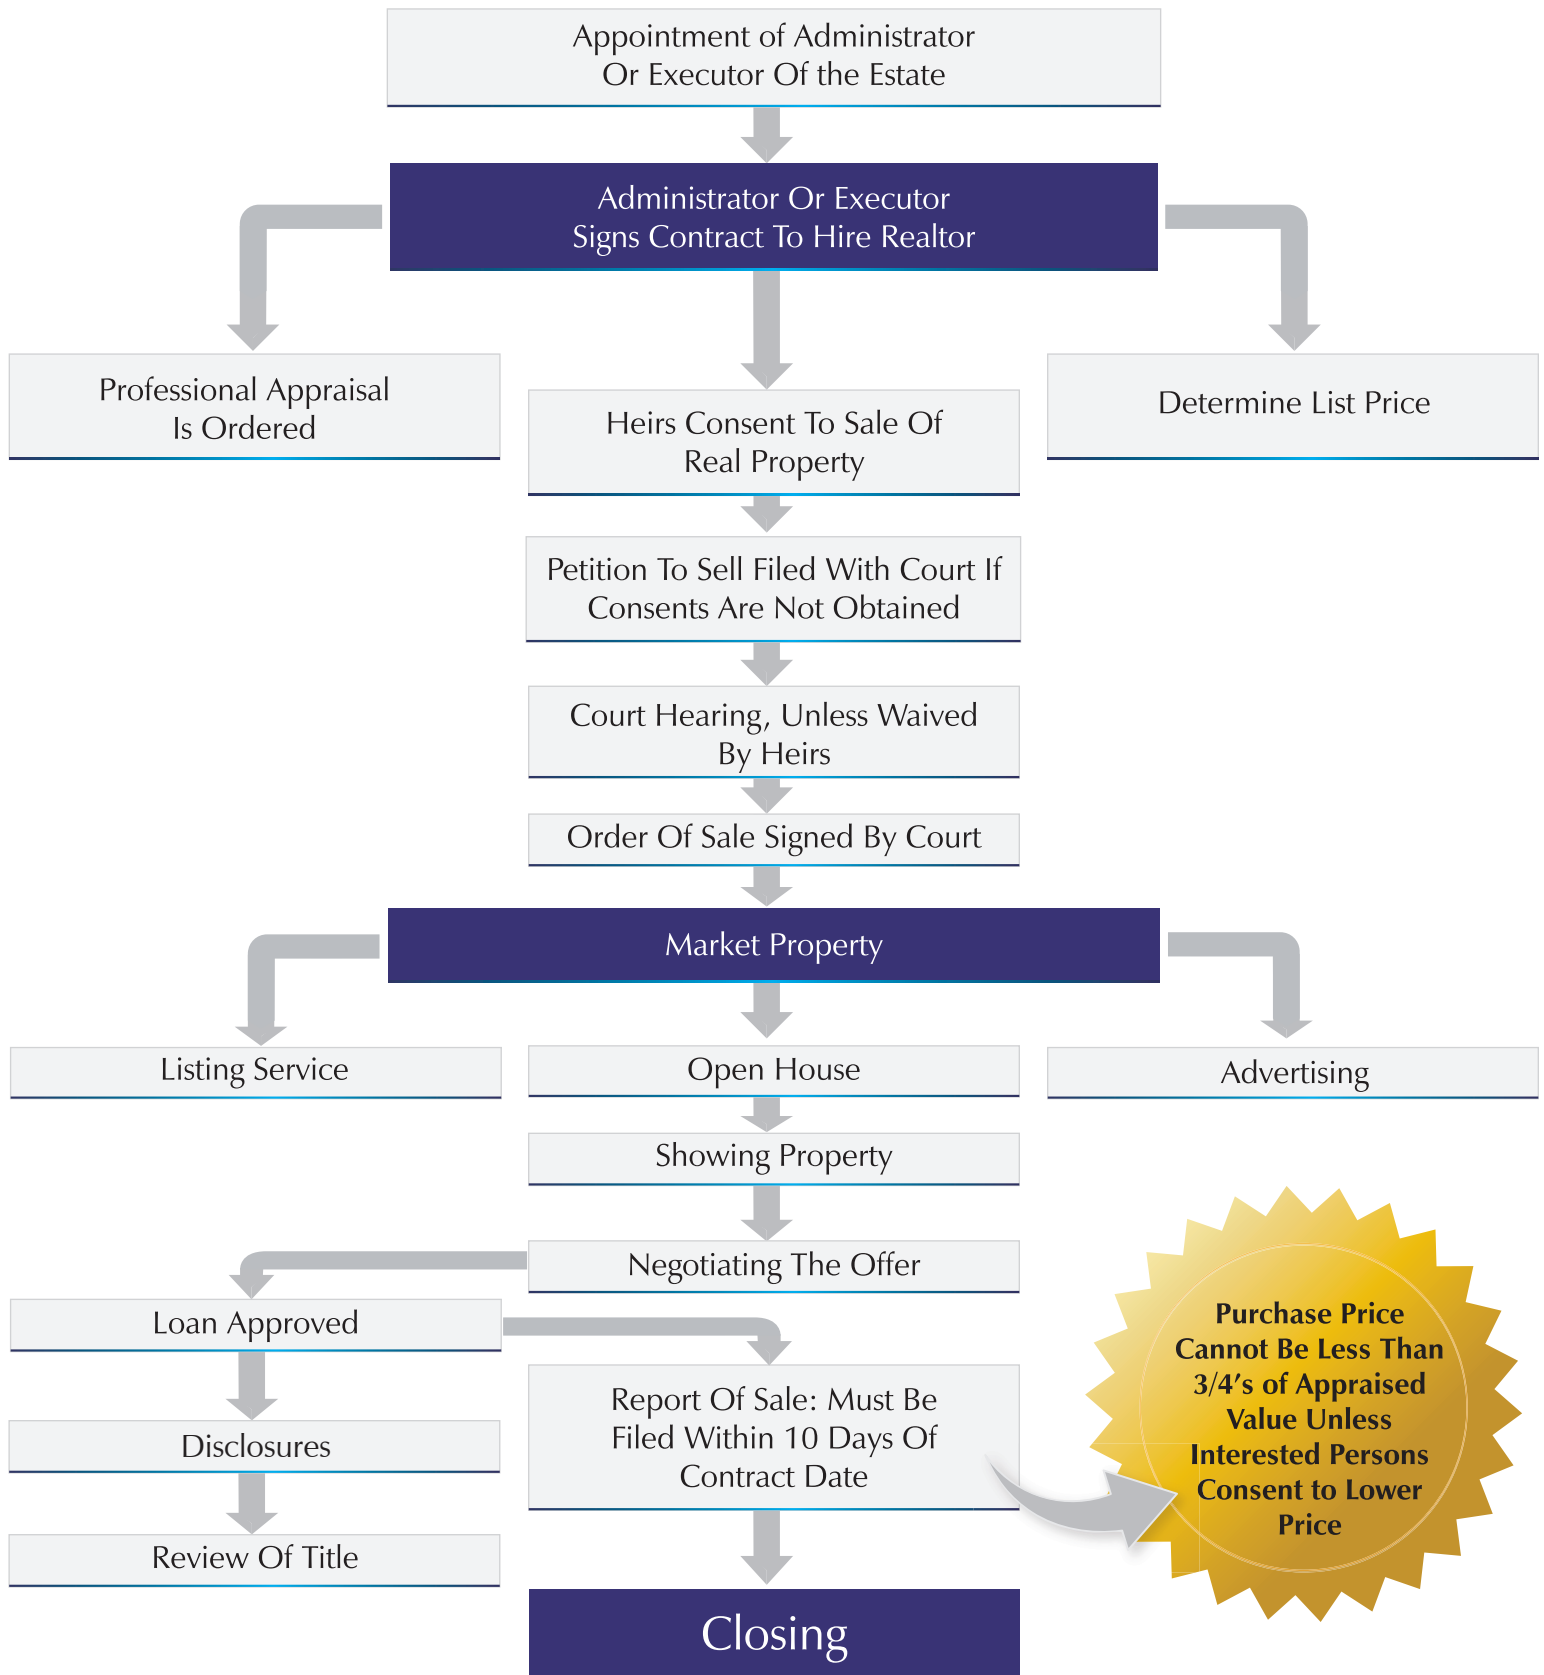 Appointment of Administrator
Or Executor Of the Estate
Administrator Or Executor
Signs Contract To Hire Realtor
Professional Appraisal
Is Ordered
Heirs Consent To Sale Of
Real Property
Determine List Price
Petition To Sell Filed With Court If
Consents Are Not Obtained
Court Hearing, Unless Waived
By Heirs
Order Of Sale Signed By Court
Market Property
Listing Service
Open House
Advertising
Showing Property
Negotiating The Offer
Loan Approved
Report Of Sale: Must Be
Filed Within 10 Days Of
Contract Date
Disclosures
Review Of Title
Purchase Price
Cannot Be Less Than
3/4’s of Appraised
Value Unless
Interested Persons
Consent to Lower
Price
Closing